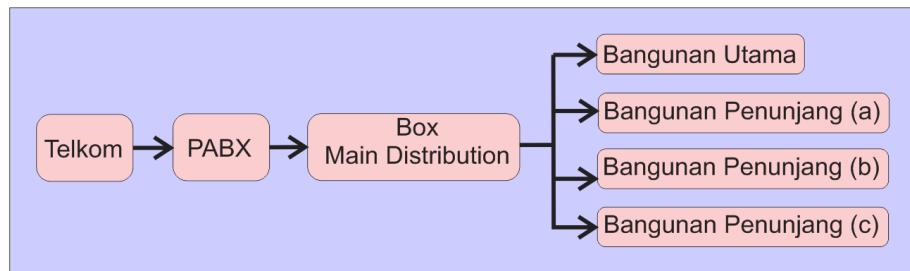 Telkom
PABX
Box
Main Distribution
Bangunan Utama
Bangunan Penunjang (a)
Bangunan Penunjang (b)
Bangunan Penunjang (c)